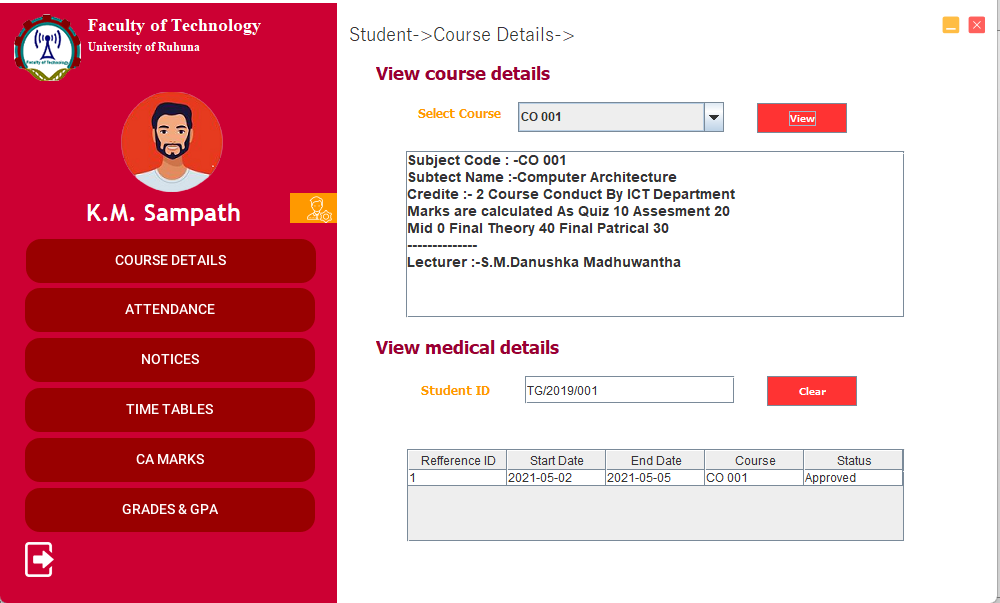 Faculty of Technology
University of Ruhuna
Faculty of Technology
K.M. Sampath
COURSE DETAILS
ATTENDANCE
NOTICES
TIME TABLES
CA MARKS
GRADES & GPA
Student->Course Details->
View course details
Select Course
CO 001
View
Subject Code : -CO 001
Subtect Name :-Computer Architecture
Credite :- 2 Course Conduct By ICT Department
Marks are calculated As Quiz 10 Assesment 20
Mid 0 Final Theory 40 Final Patrical 30
--------------
Lecturer :-S.M.Danushka Madhuwantha
View medical details
Student ID
TG/2019/001
Clear
Refference ID Start Date End Date Course Status
1 2021-05-02 2021-05-05 CO 001 Approved